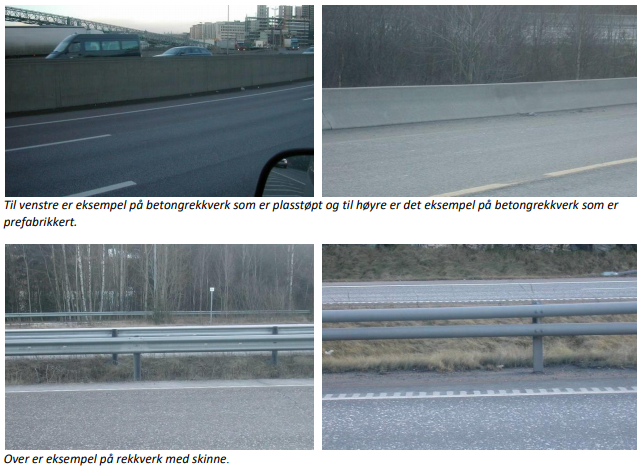 Til venstre er eksempel på betongrekkverk som er plasstøpt og til høyre er det eksempel på betongrekkverk som er
prefabrikkert.
Over er eksempel på rekkverk med skinne.